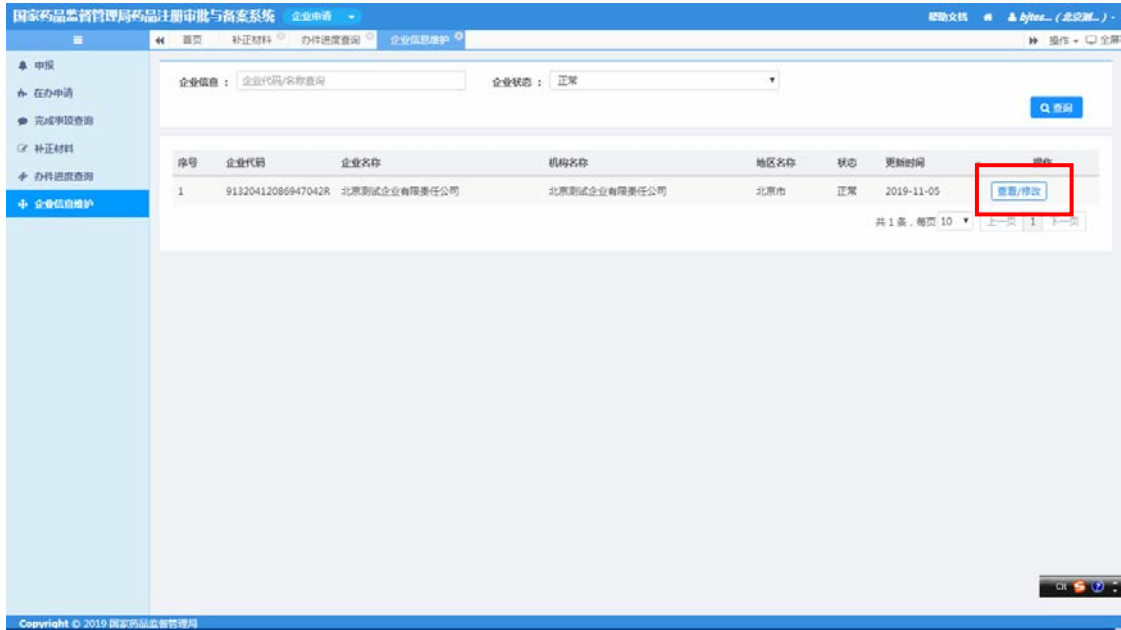 国家药品监督管理局药品注册审批与备案系统 企业申请 帮助文档 bjtes... (北京测...)
首页 补正材料 办件进度查询 企业信息维护 操作 全屏
申报
在办申请
完成事项查询
补正材料
办件进度查询
企业信息维护
企业信息 : 企业代码/名称查询 企业状态 : 正常
查询
序号 企业代码 企业名称 机构名称 地区名称 状态 更新时间 操作
1 91320412086947042R 北京测试企业有限责任公司 北京测试企业有限责任公司 北京市 正常 2019-11-05 查看/修改
共 1 条 , 每页 10 上一页 1 下一页
CH
Copyright © 2019 国家药品监督管理局